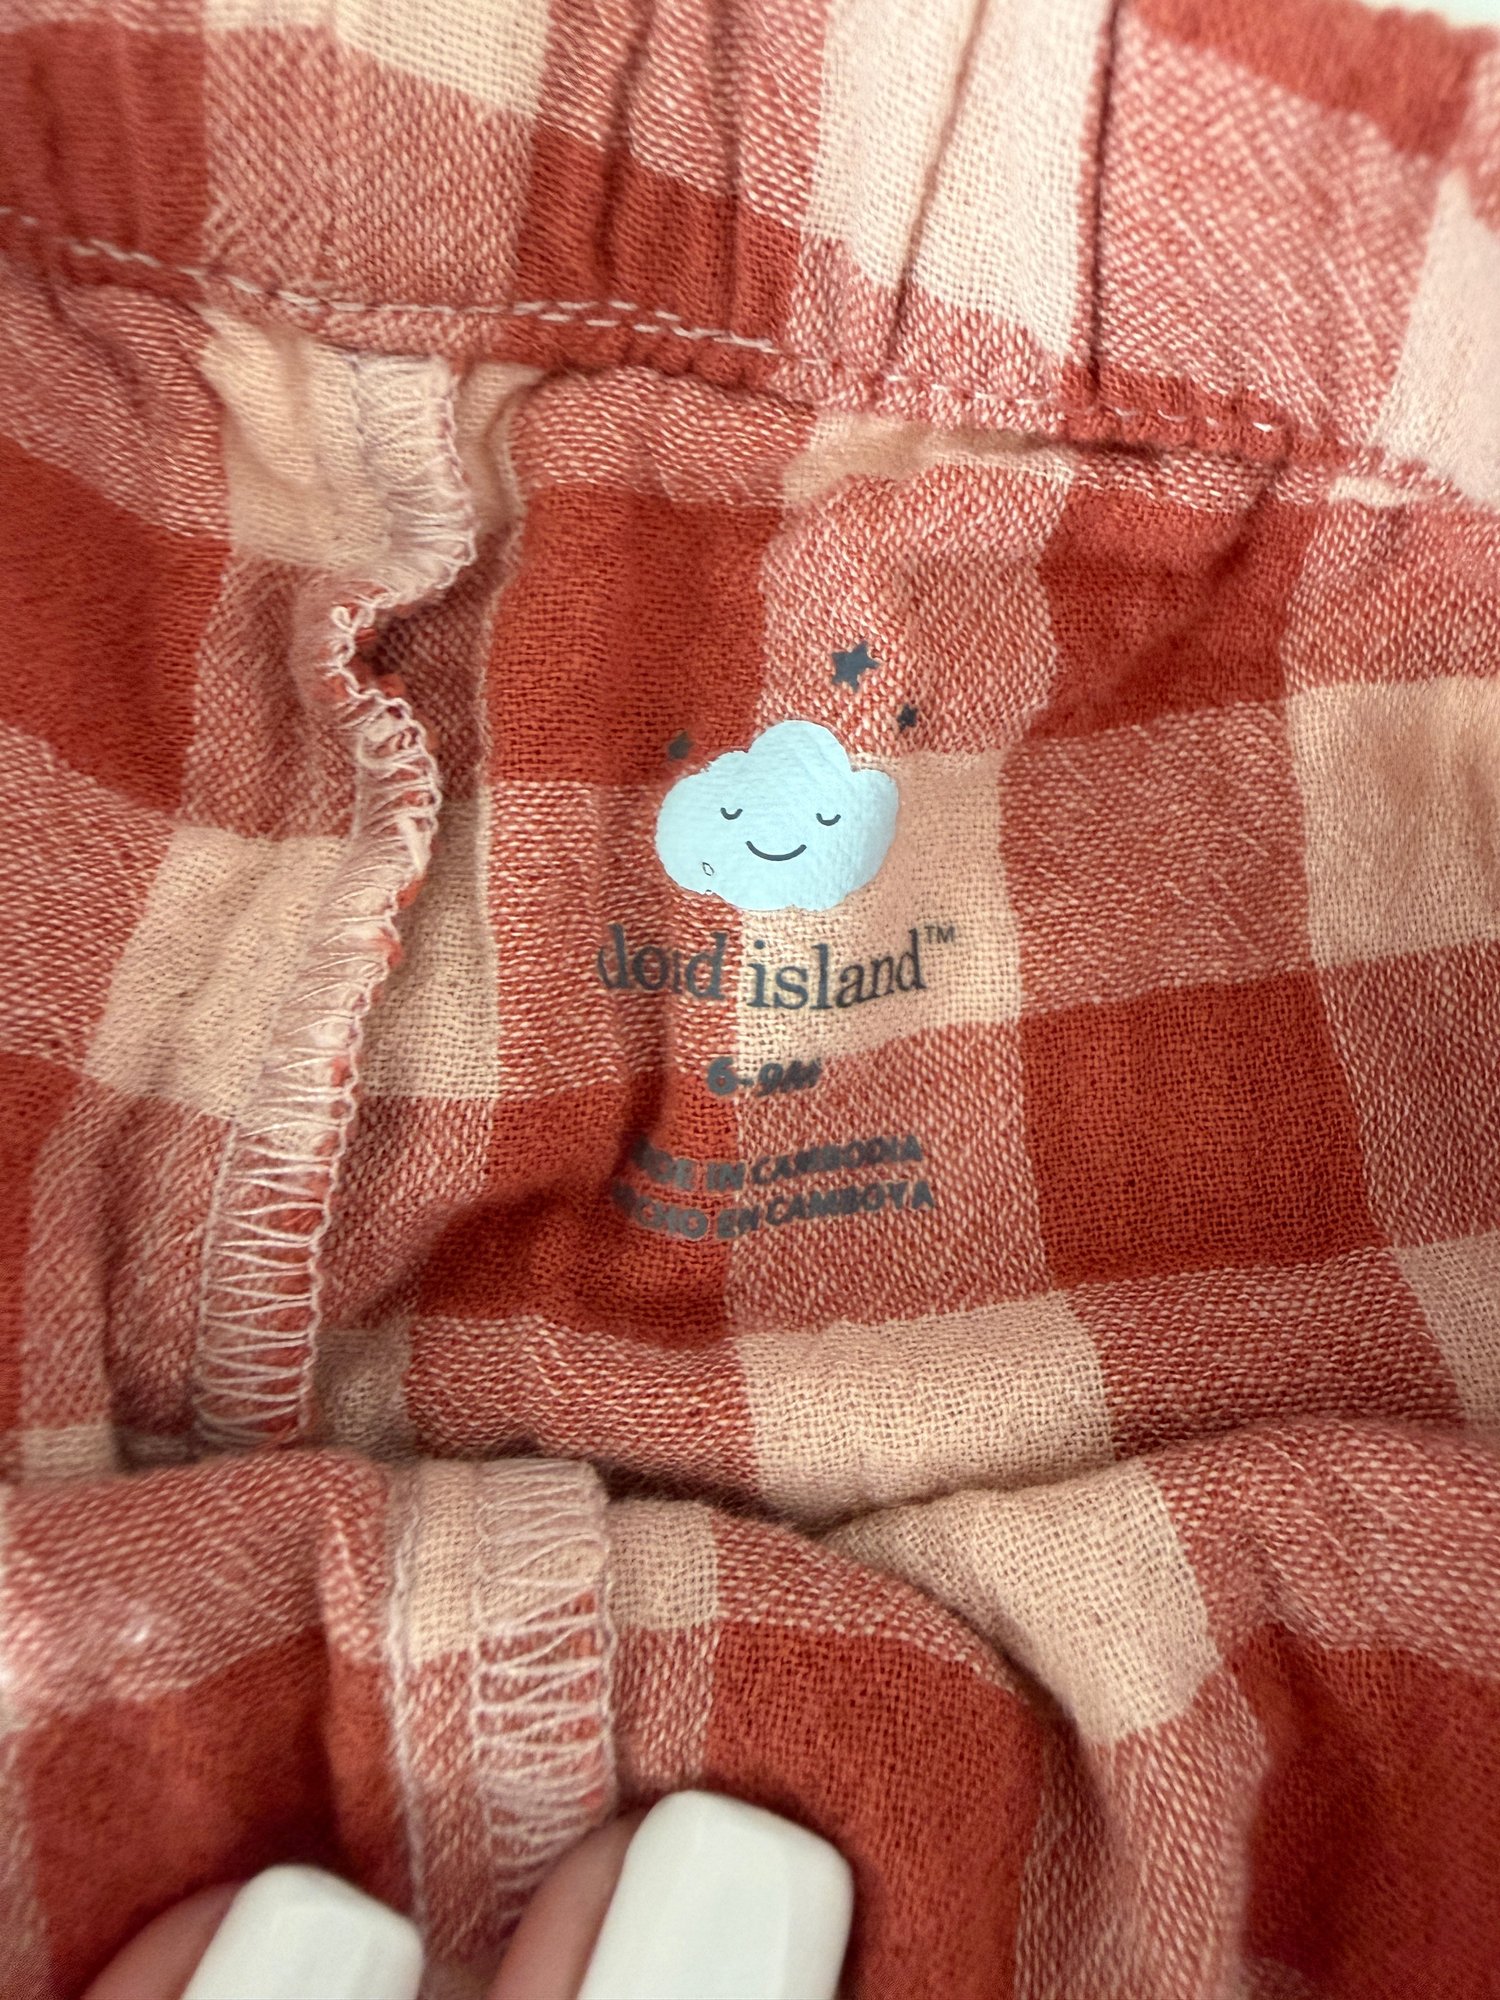 cloud island™
6-9M
MADE IN CAMBODIA
HECHO EN CAMBOYA